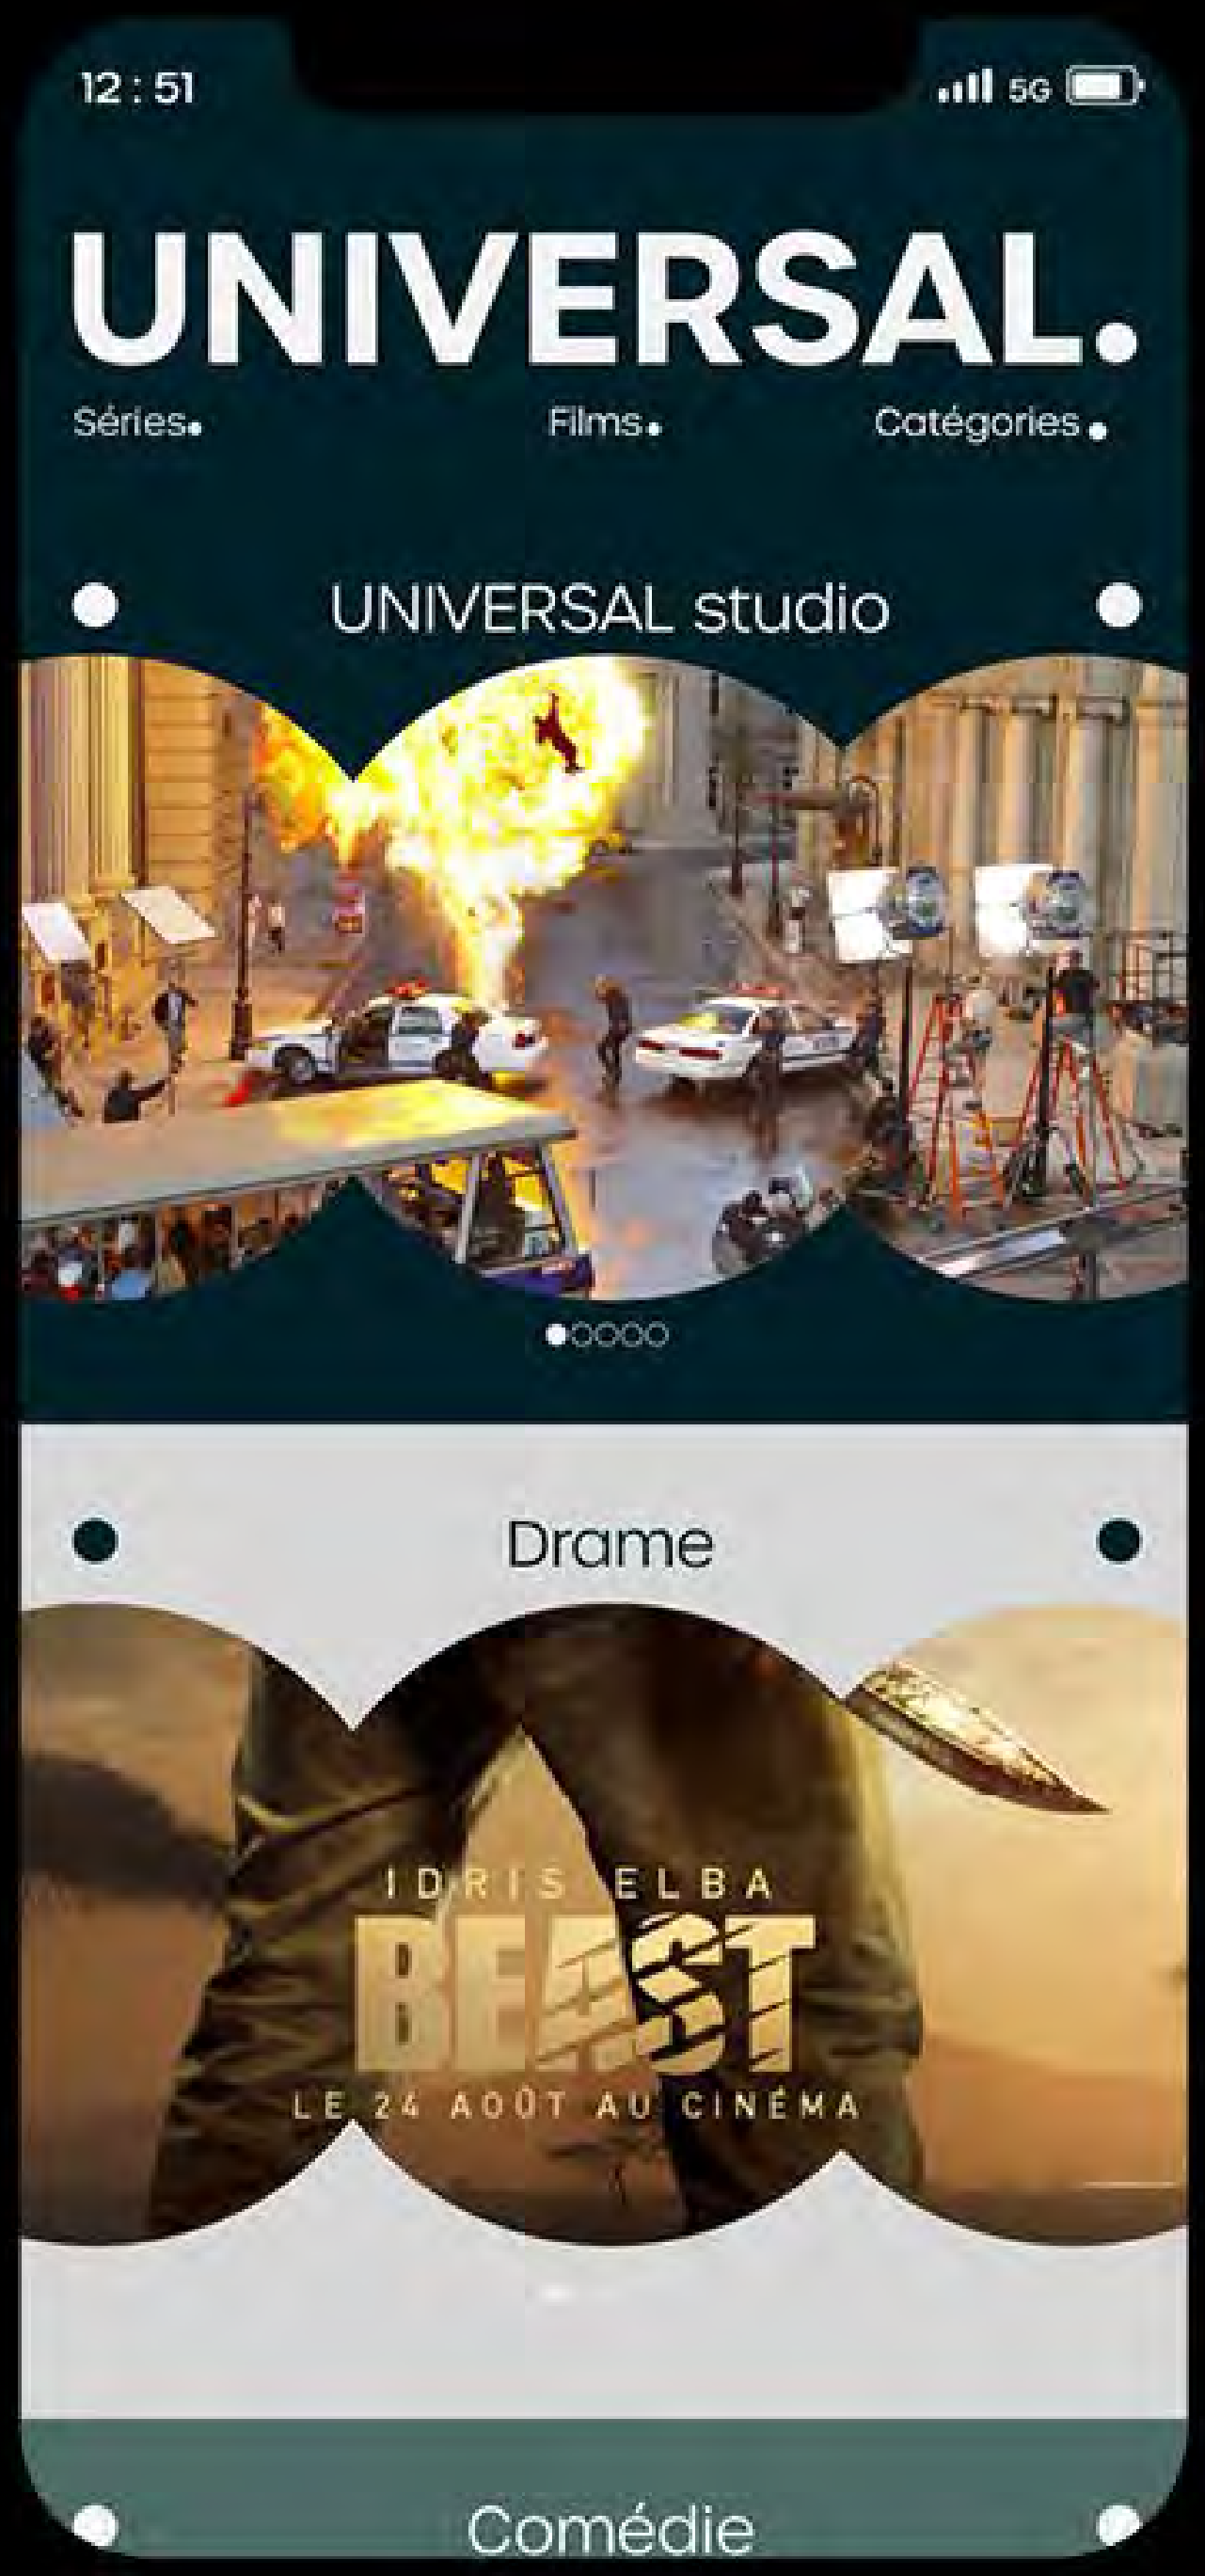 12 : 51
5G
UNIVERSAL.
Séries.
Films.
Catégories.
UNIVERSAL studio
Drame
IDRIS ELBA
BEAST
LE 24 AOÛT AU CINÉMA
Comédie